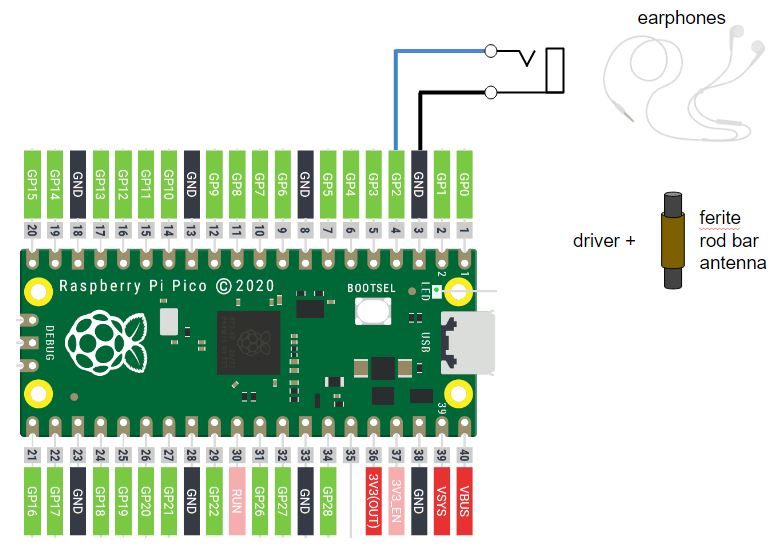 earphones
GP15
GP14
GND
GP13
GP12
GP11
GP10
GND
GP9
GP8
GP7
GP6
GND
GP5
GP4
GP3
GP2
GND
GP1
GP0
20
19
18
17
16
15
14
13
12
11
10
9
8
7
6
5
4
3
2
1
driver +
ferite
rod bar
antenna
Raspberry Pi Pico © 2020
BOOTSEL
LED
2
1
DEBUG
USB
39
21
22
23
24
25
26
27
28
29
30
31
32
33
34
35
36
37
38
39
40
GP16
GP17
GND
GP18
GP19
GP20
GP21
GND
GP22
RUN
GP26
GP27
GND
GP28
3V3(OUT)
3V3_EN
GND
VSYS
VBUS